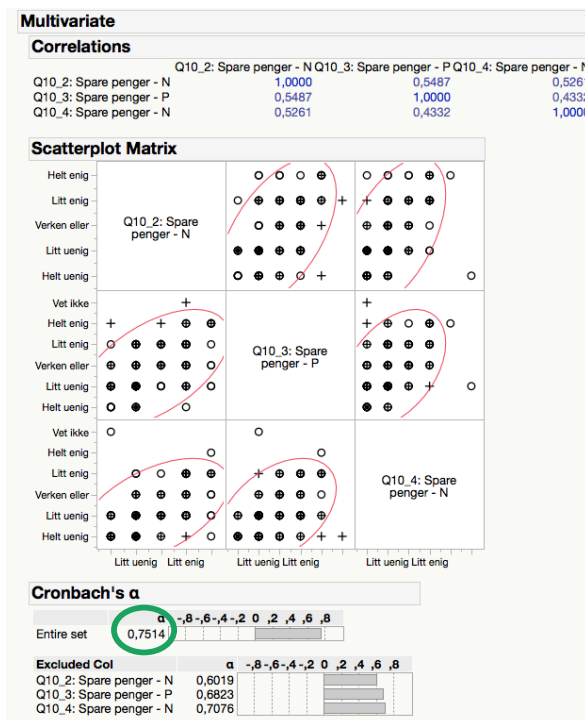 Multivariate
Correlations
Q10_2: Spare penger - N Q10_3: Spare penger - P Q10_4: Spare penger - N
Q10_2: Spare penger - N 1,0000 0,5487 0,5261
Q10_3: Spare penger - P 0,5487 1,0000 0,4332
Q10_4: Spare penger - N 0,5261 0,4332 1,0000
Scatterplot Matrix
Helt enig
Litt enig
Verken eller
Litt uenig
Helt uenig
Q10_2: Spare
penger - N
Vet ikke
Helt enig
Litt enig
Verken eller
Litt uenig
Helt uenig
Q10_3: Spare
penger - P
Vet ikke
Helt enig
Litt enig
Verken eller
Litt uenig
Helt uenig
Q10_4: Spare
penger - N
Litt uenig Litt enig Litt uenig Litt enig Litt uenig Litt enig
Cronbach's α
α -,8 -,6 -,4 -,2 0 ,2 ,4 ,6 ,8
Entire set 0,7514
Excluded Col α -,8 -,6 -,4 -,2 0 ,2 ,4 ,6 ,8
Q10_2: Spare penger - N 0,6019
Q10_3: Spare penger - P 0,6823
Q10_4: Spare penger - N 0,7076